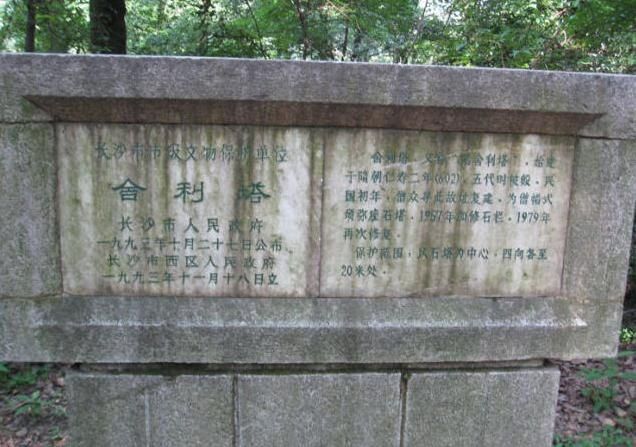 长沙市市级文物保护单位
舍利塔
长沙市人民政府
一九九三年十月二十七日公布
长沙市西区人民政府
一九九三年十一月十八日立
舍利塔,又名"隋舍利塔",始建
于隋朝仁寿二年(602),五代时被毁。民
国初年,僧众寻此故址复建,为僧帽式
须弥座石塔。1957年加修石栏。1979年
再次修复。
保护范围:以石塔为中心,四向各至
20米处。